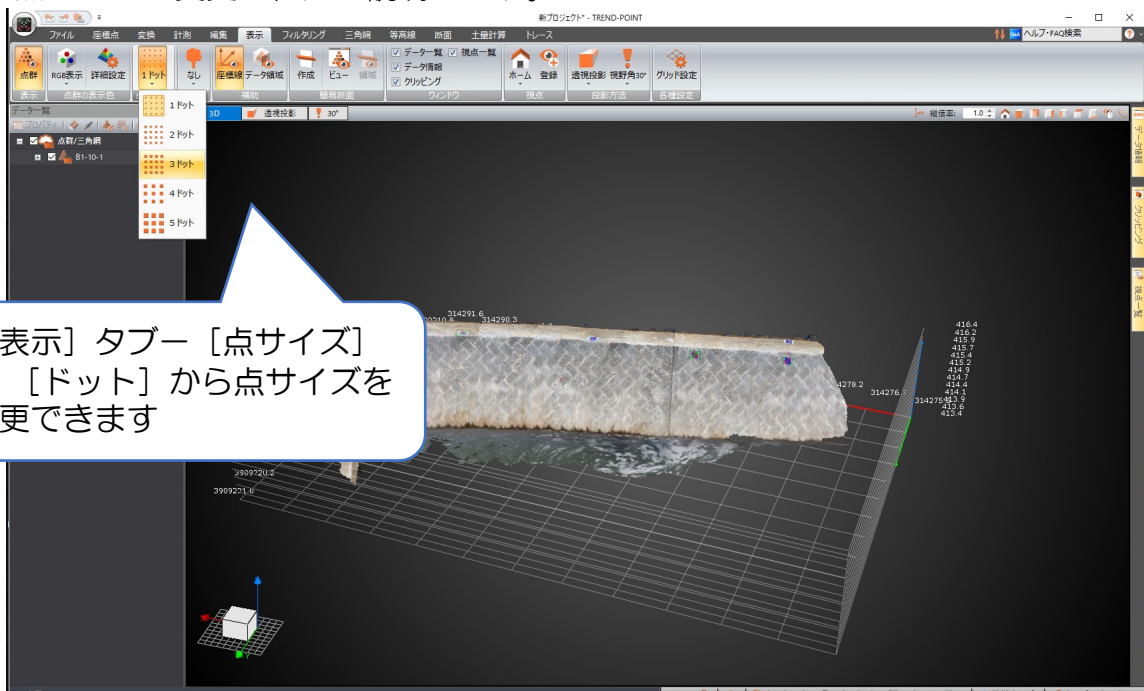 新プロジェクト* - TREND-POINT
ファイル 座標点 変換 計測 編集 表示 フィルタリング 三角網 等高線 断面 土量計算 トレース
ヘルプ・FAQ検索
点群 RGB表示 詳細設定 1ドット なし 座標線 データ領域 作成 ビュー 領域
データ一覧 視点一覧
データ情報
クリッピング
ホーム 登録 透視投影 視野角30° グリッド設定
表示 点群の表示色 補助 簡易断面 ウィンドウ 視点 投影方法 各種設定
データ一覧
プロパティ
点群/三角網
B1-10-1
1ドット
2ドット
3ドット
4ドット
5ドット
3D 透視投影 30°
縦倍率: 1.0
データ情報
クリッピング
視点一覧
表示］タブー［点サイズ］
［ドット］から点サイズを
更できます
314291.6
314290.3
4278.2
314276.
416.4
416.2
415.9
415.7
415.4
415.2
414.9
414.7
414.4
414.1
413.9
413.6
413.4
3909220.2
3909221.0